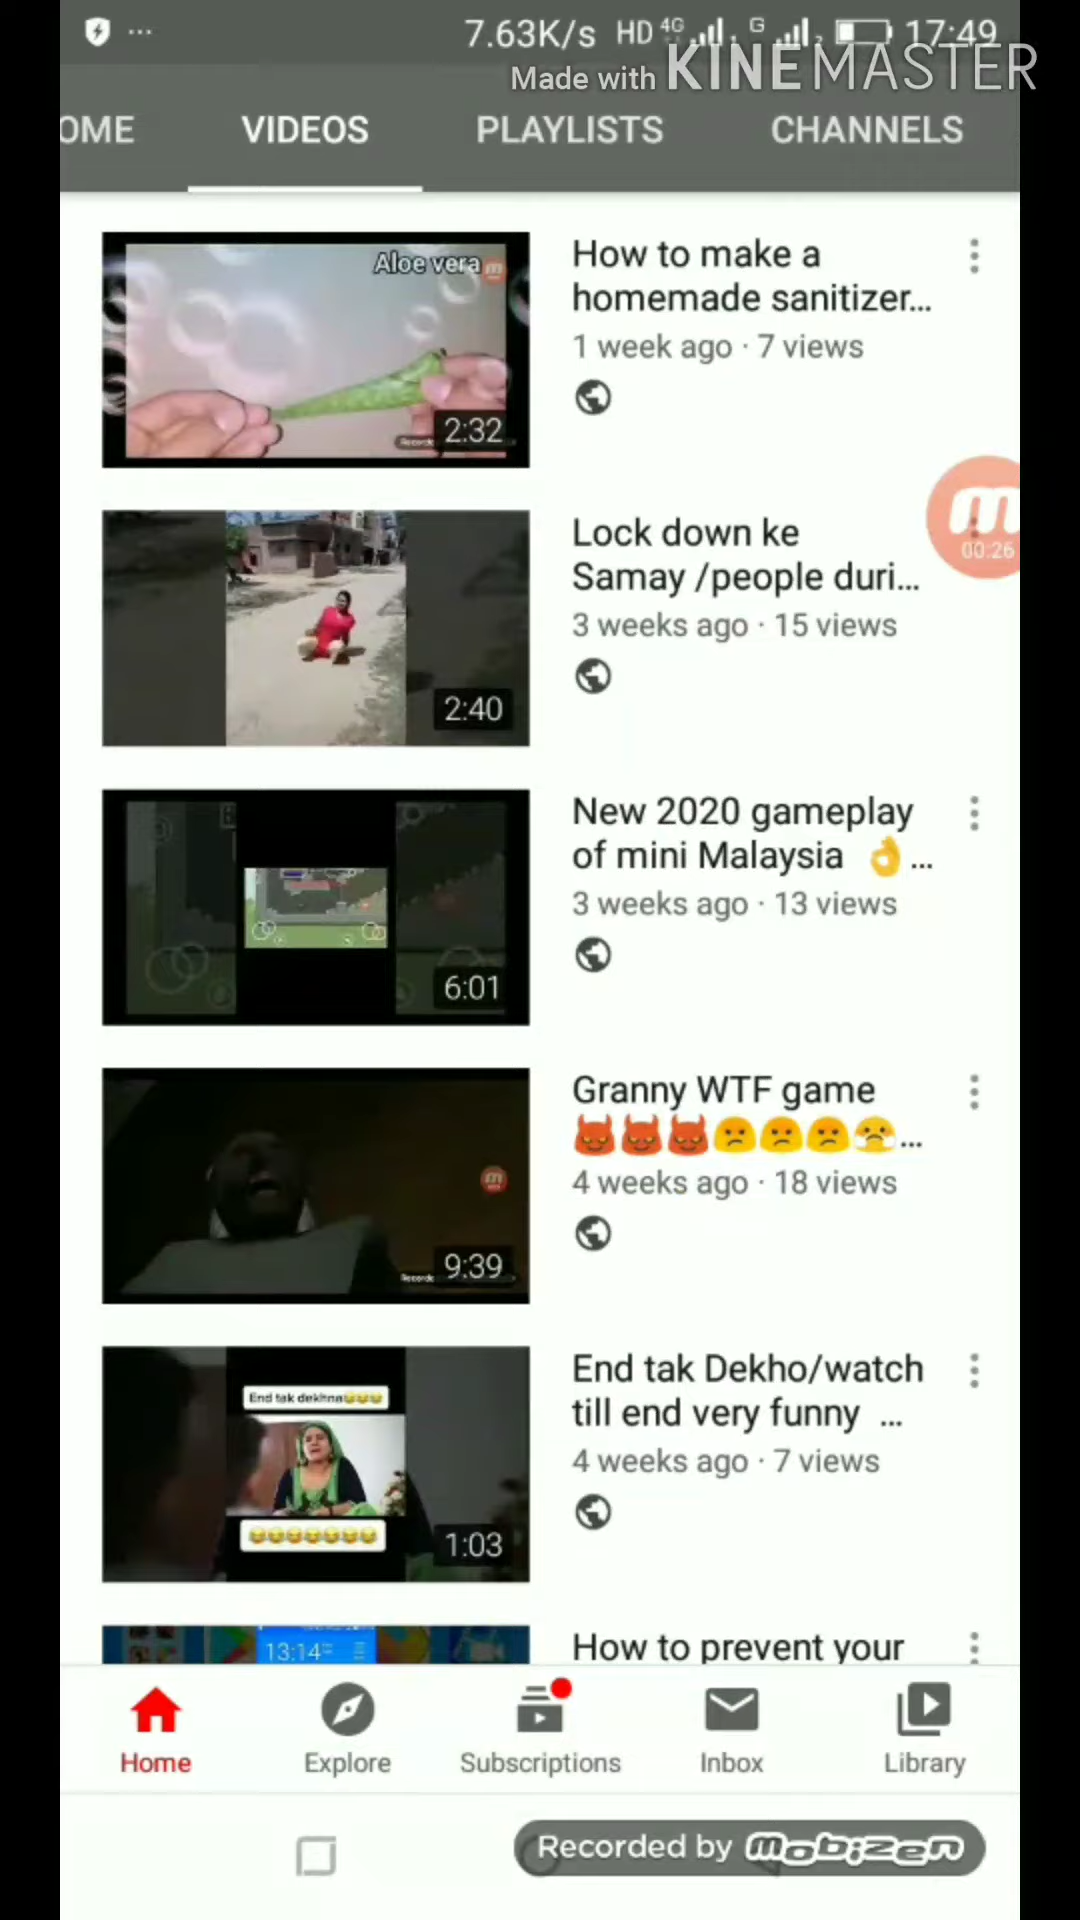 7.63K/s HD 4G G 17:49
Made with KINEMASTER
OME VIDEOS PLAYLISTS CHANNELS
Aloe vera
2:32
How to make a
homemade sanitizer...
1 week ago · 7 views
00:26
2:40
Lock down ke
Samay /people duri...
3 weeks ago · 15 views
6:01
New 2020 gameplay
of mini Malaysia 👌...
3 weeks ago · 13 views
9:39
Granny WTF game
👿👿👿😕😕😕😤...
4 weeks ago · 18 views
End tak dekhna😂😂😂
😂😂😂😂😂😂😂
1:03
End tak Dekho/watch
till end very funny ...
4 weeks ago · 7 views
13:14
How to prevent your
Home Explore Subscriptions Inbox Library
Recorded by mobizen